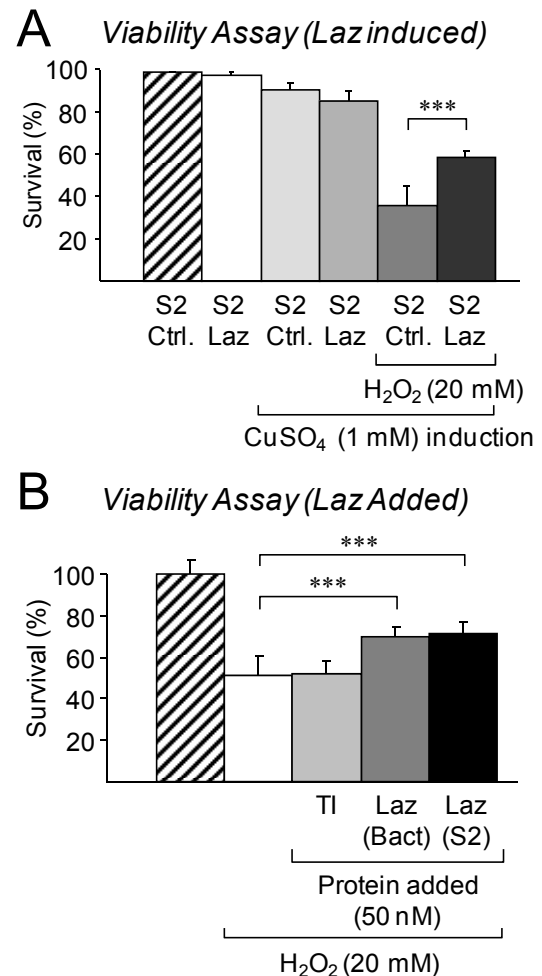 A
Viability Assay (Laz induced)
Survival (%)
100
80
60
40
20
***
S2 S2 S2 S2 S2 S2
Ctrl. Laz Ctrl. Laz Ctrl. Laz
H₂O₂ (20 mM)
CuSO₄ (1 mM) induction
B
Viability Assay (Laz Added)
Survival (%)
100
80
60
40
20
***
***
TI Laz Laz
(Bact) (S2)
Protein added
(50 nM)
H₂O₂ (20 mM)